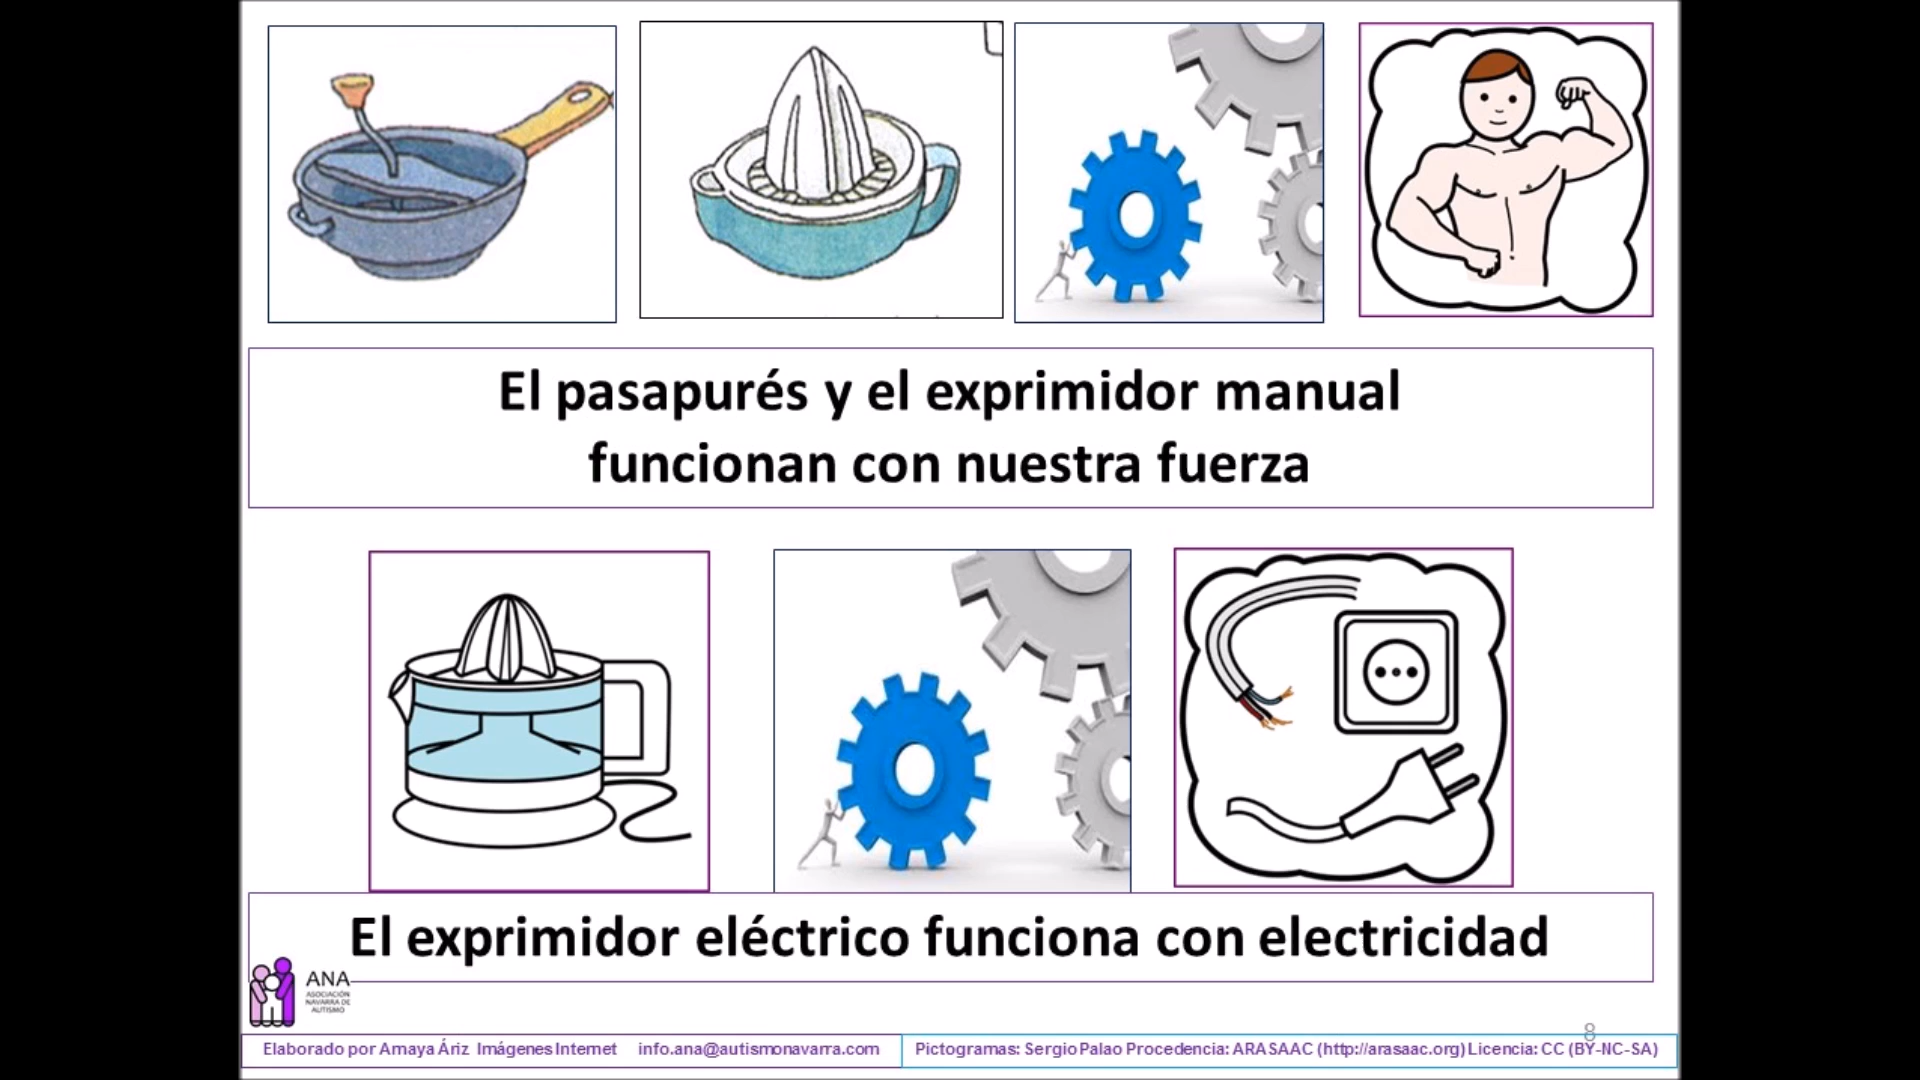 El pasapurés y el exprimidor manual
funcionan con nuestra fuerza
El exprimidor eléctrico funciona con electricidad
ANA
ASOCIACIÓN
NAVARRA DE
AUTISMO
8
Elaborado por Amaya Áriz Imágenes Internet info.ana@autismonavarra.com
Pictogramas: Sergio Palao Procedencia: ARASAAC (http://arasaac.org) Licencia: CC (BY-NC-SA)